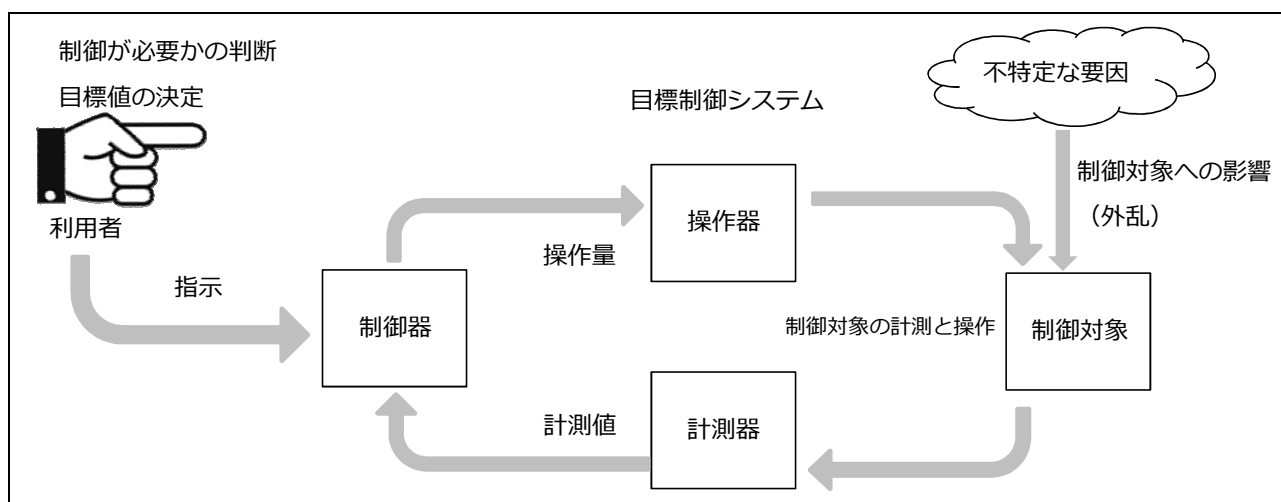 制御が必要かの判断
目標値の決定
利用者
指示
制御器
操作量
目標制御システム
操作器
不特定な要因
制御対象への影響
（外乱）
制御対象の計測と操作
制御対象
計測値
計測器